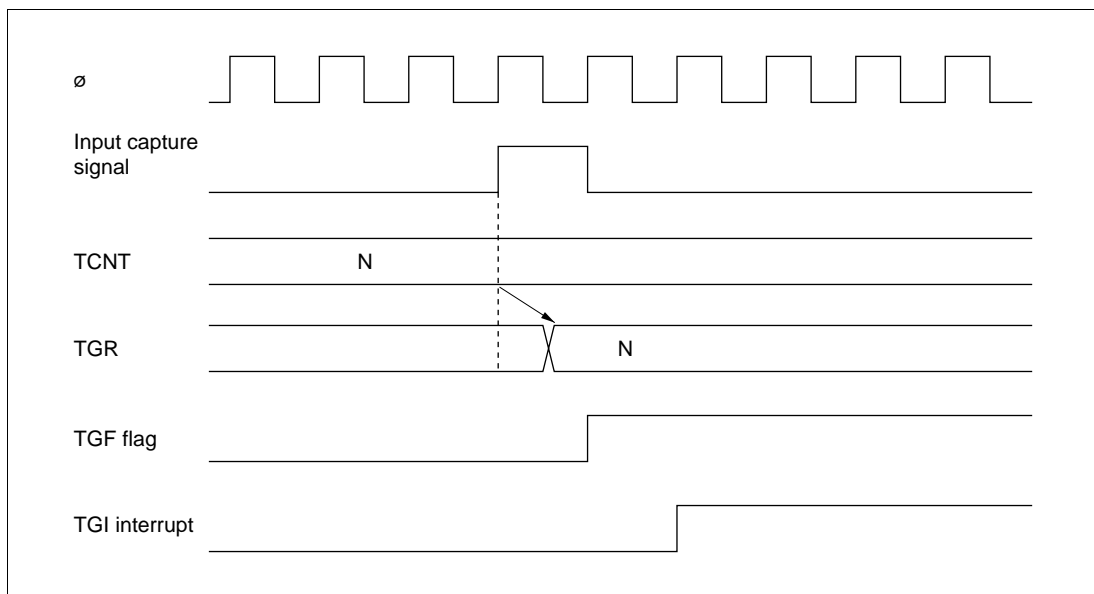 ø
Input capture
signal
TCNT
N
TGR
N
TGF flag
TGI interrupt